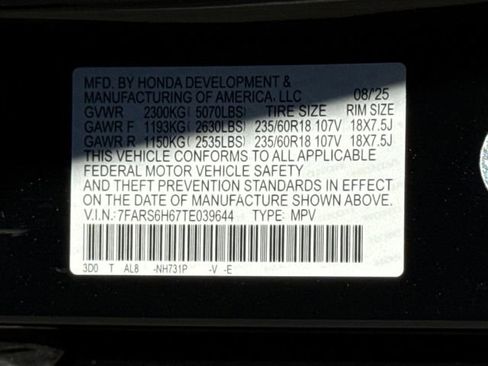 MFD. BY HONDA DEVELOPMENT &
MANUFACTURING OF AMERICA, LLC 08/'25
GVWR 2300KG( 5070LBS) TIRE SIZE RIM SIZE
GAWR F 1193KG( 2630LBS) 235/60R18 107V 18X7.5J
GAWR R 1150KG( 2535LBS) 235/60R18 107V 18X7.5J
THIS VEHICLE CONFORMS TO ALL APPLICABLE
FEDERAL MOTOR VEHICLE SAFETY
AND THEFT PREVENTION STANDARDS IN EFFECT
ON THE DATE OF MANUFACTURE SHOWN ABOVE.
V.I.N.: 7FARS6H67TE039644 TYPE: MPV
3D0 T AL8 -NH731P -V -E